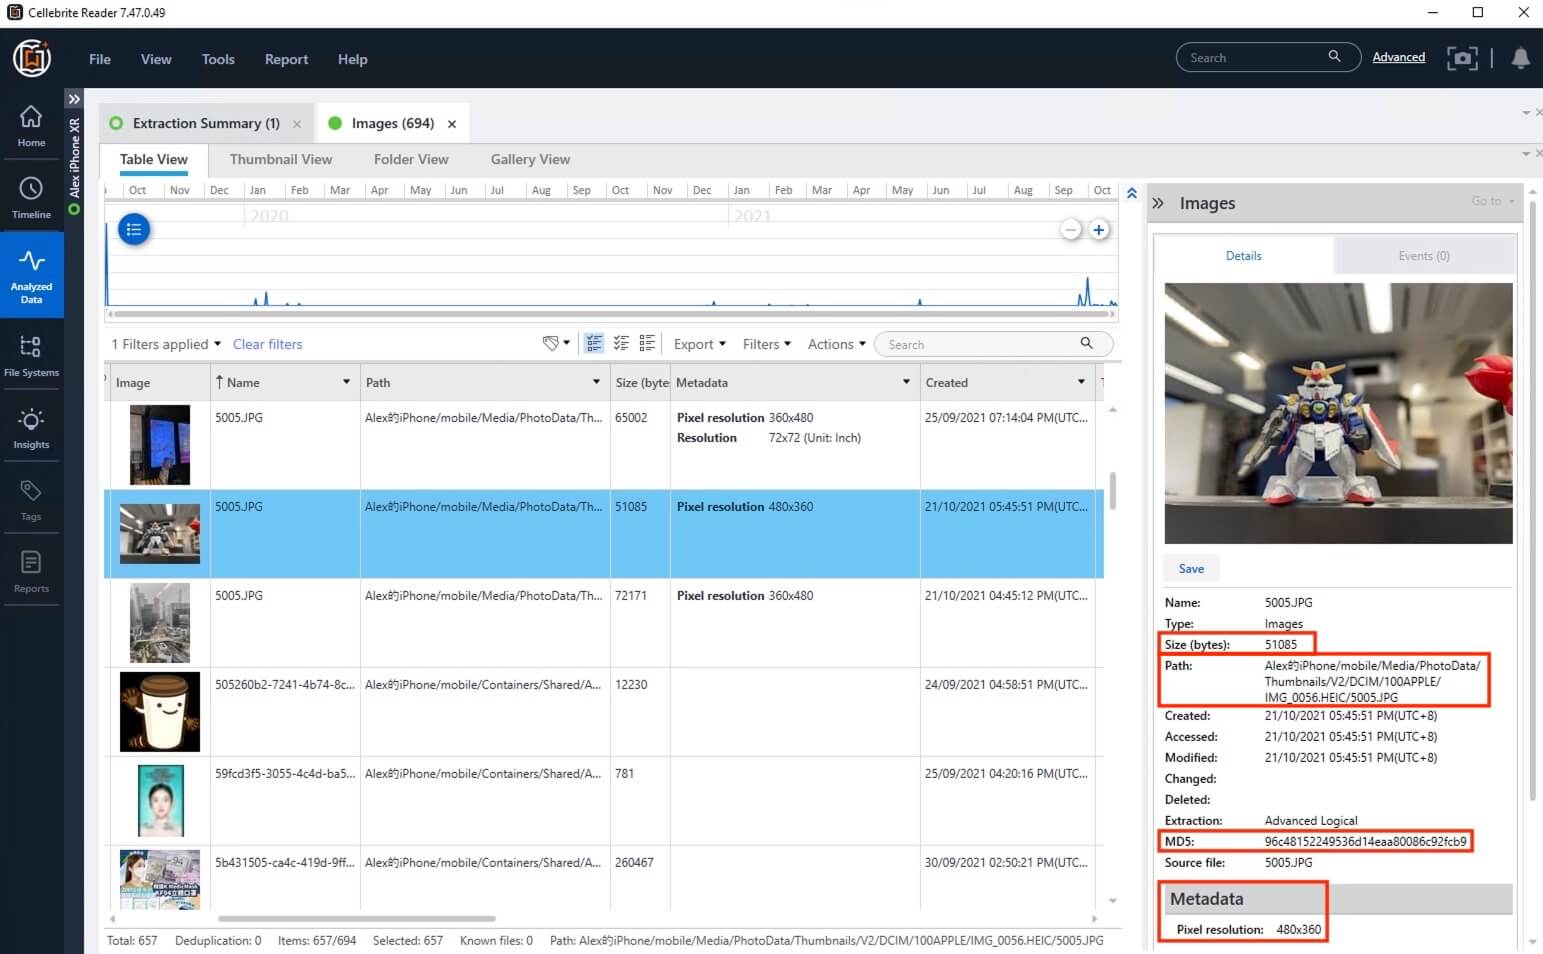 Cellebrite Reader 7.47.0.49
File View Tools Report Help
Search
Advanced
Home
Timeline
Analyzed
Data
File Systems
Insights
Tags
Reports
Alex iPhone XR
Extraction Summary (1)
Images (694)
Table View Thumbnail View Folder View Gallery View
Oct Nov Dec Jan Feb Mar Apr May Jun Jul Aug Sep Oct Nov Dec Jan Feb Mar Apr May Jun Jul Aug Sep Oct
2020 2021
1 Filters applied Clear filters Export Filters Actions Search
Image Name Path Size (byte Metadata Created
5005.JPG Alex的iPhone/mobile/Media/PhotoData/Th... 65002 Pixel resolution 360x480 25/09/2021 07:14:04 PM(UTC...
Resolution 72x72 (Unit: Inch)
5005.JPG Alex的iPhone/mobile/Media/PhotoData/Th... 51085 Pixel resolution 480x360 21/10/2021 05:45:51 PM(UTC...
5005.JPG Alex的iPhone/mobile/Media/PhotoData/Th... 72171 Pixel resolution 360x480 21/10/2021 04:45:12 PM(UTC...
505260b2-7241-4b74-8c... Alex的iPhone/mobile/Containers/Shared/A... 12230 24/09/2021 04:58:51 PM(UTC...
59fcd3f5-3055-4c4d-ba5... Alex的iPhone/mobile/Containers/Shared/A... 781 25/09/2021 04:20:16 PM(UTC...
5b431505-ca4c-419d-9ff... Alex的iPhone/mobile/Containers/Shared/A... 260467 30/09/2021 02:50:21 PM(UTC...
Total: 657 Deduplication: 0 Items: 657/694 Selected: 657 Known files: 0 Path: Alex的iPhone/mobile/Media/PhotoData/Thumbnails/V2/DCIM/100APPLE/IMG_0056.HEIC/5005.JPG
Images
Go to
Details Events (0)
Save
Name: 5005.JPG
Type: Images
Size (bytes): 51085
Path: Alex的iPhone/mobile/Media/PhotoData/
Thumbnails/V2/DCIM/100APPLE/
IMG_0056.HEIC/5005.JPG
Created: 21/10/2021 05:45:51 PM(UTC+8)
Accessed: 21/10/2021 05:45:51 PM(UTC+8)
Modified: 21/10/2021 05:45:51 PM(UTC+8)
Changed:
Deleted:
Extraction: Advanced Logical
MD5: 96c48152249536d14eaa80086c92fcb9
Source file: 5005.JPG
Metadata
Pixel resolution: 480x360